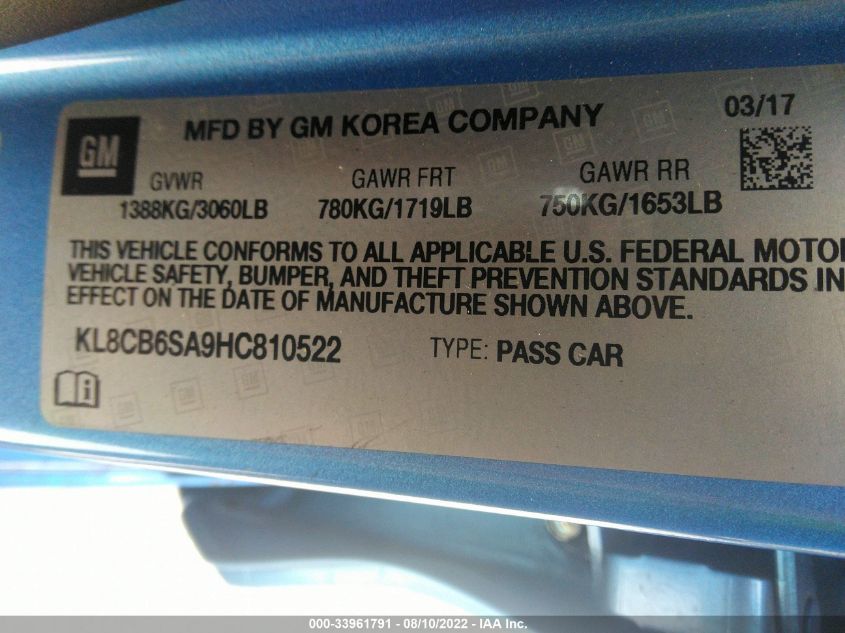 MFD BY GM KOREA COMPANY 03/17
GM
GVWR GAWR FRT GAWR RR
1388KG/3060LB 780KG/1719LB 750KG/1653LB
THIS VEHICLE CONFORMS TO ALL APPLICABLE U.S. FEDERAL MOTOR
VEHICLE SAFETY, BUMPER, AND THEFT PREVENTION STANDARDS IN
EFFECT ON THE DATE OF MANUFACTURE SHOWN ABOVE.
KL8CB6SA9HC810522 TYPE: PASS CAR
000-33961791 - 08/10/2022 - IAA Inc.